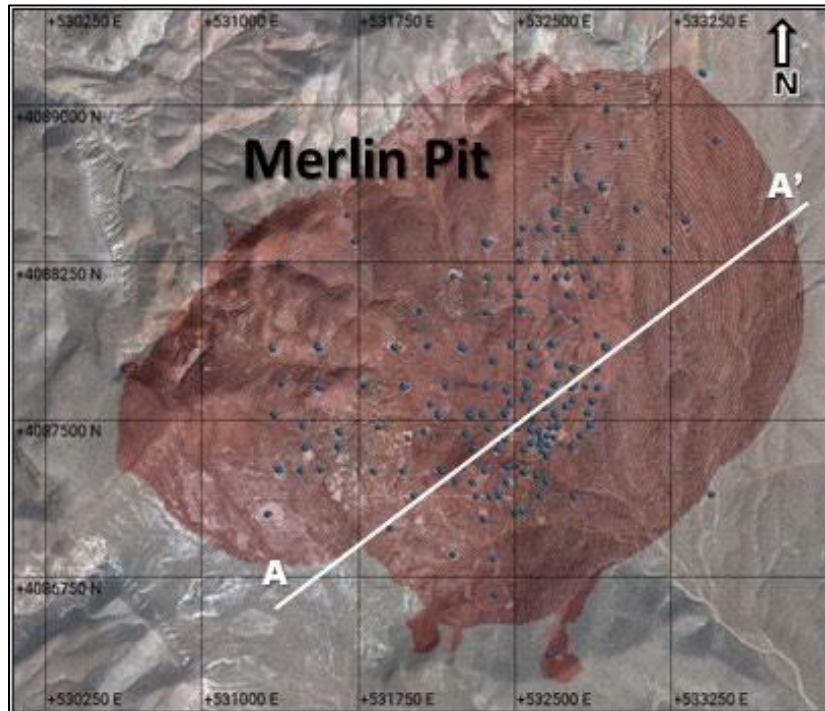 +530250 E
+531000 E
+531750 E
+532500 E
+533250 E
N
+4089000 N
Merlin Pit
A'
+4088250 N
+4087500 N
A
+4086750 N
+530250 E
+531000 E
+531750 E
+532500 E
+533250 E